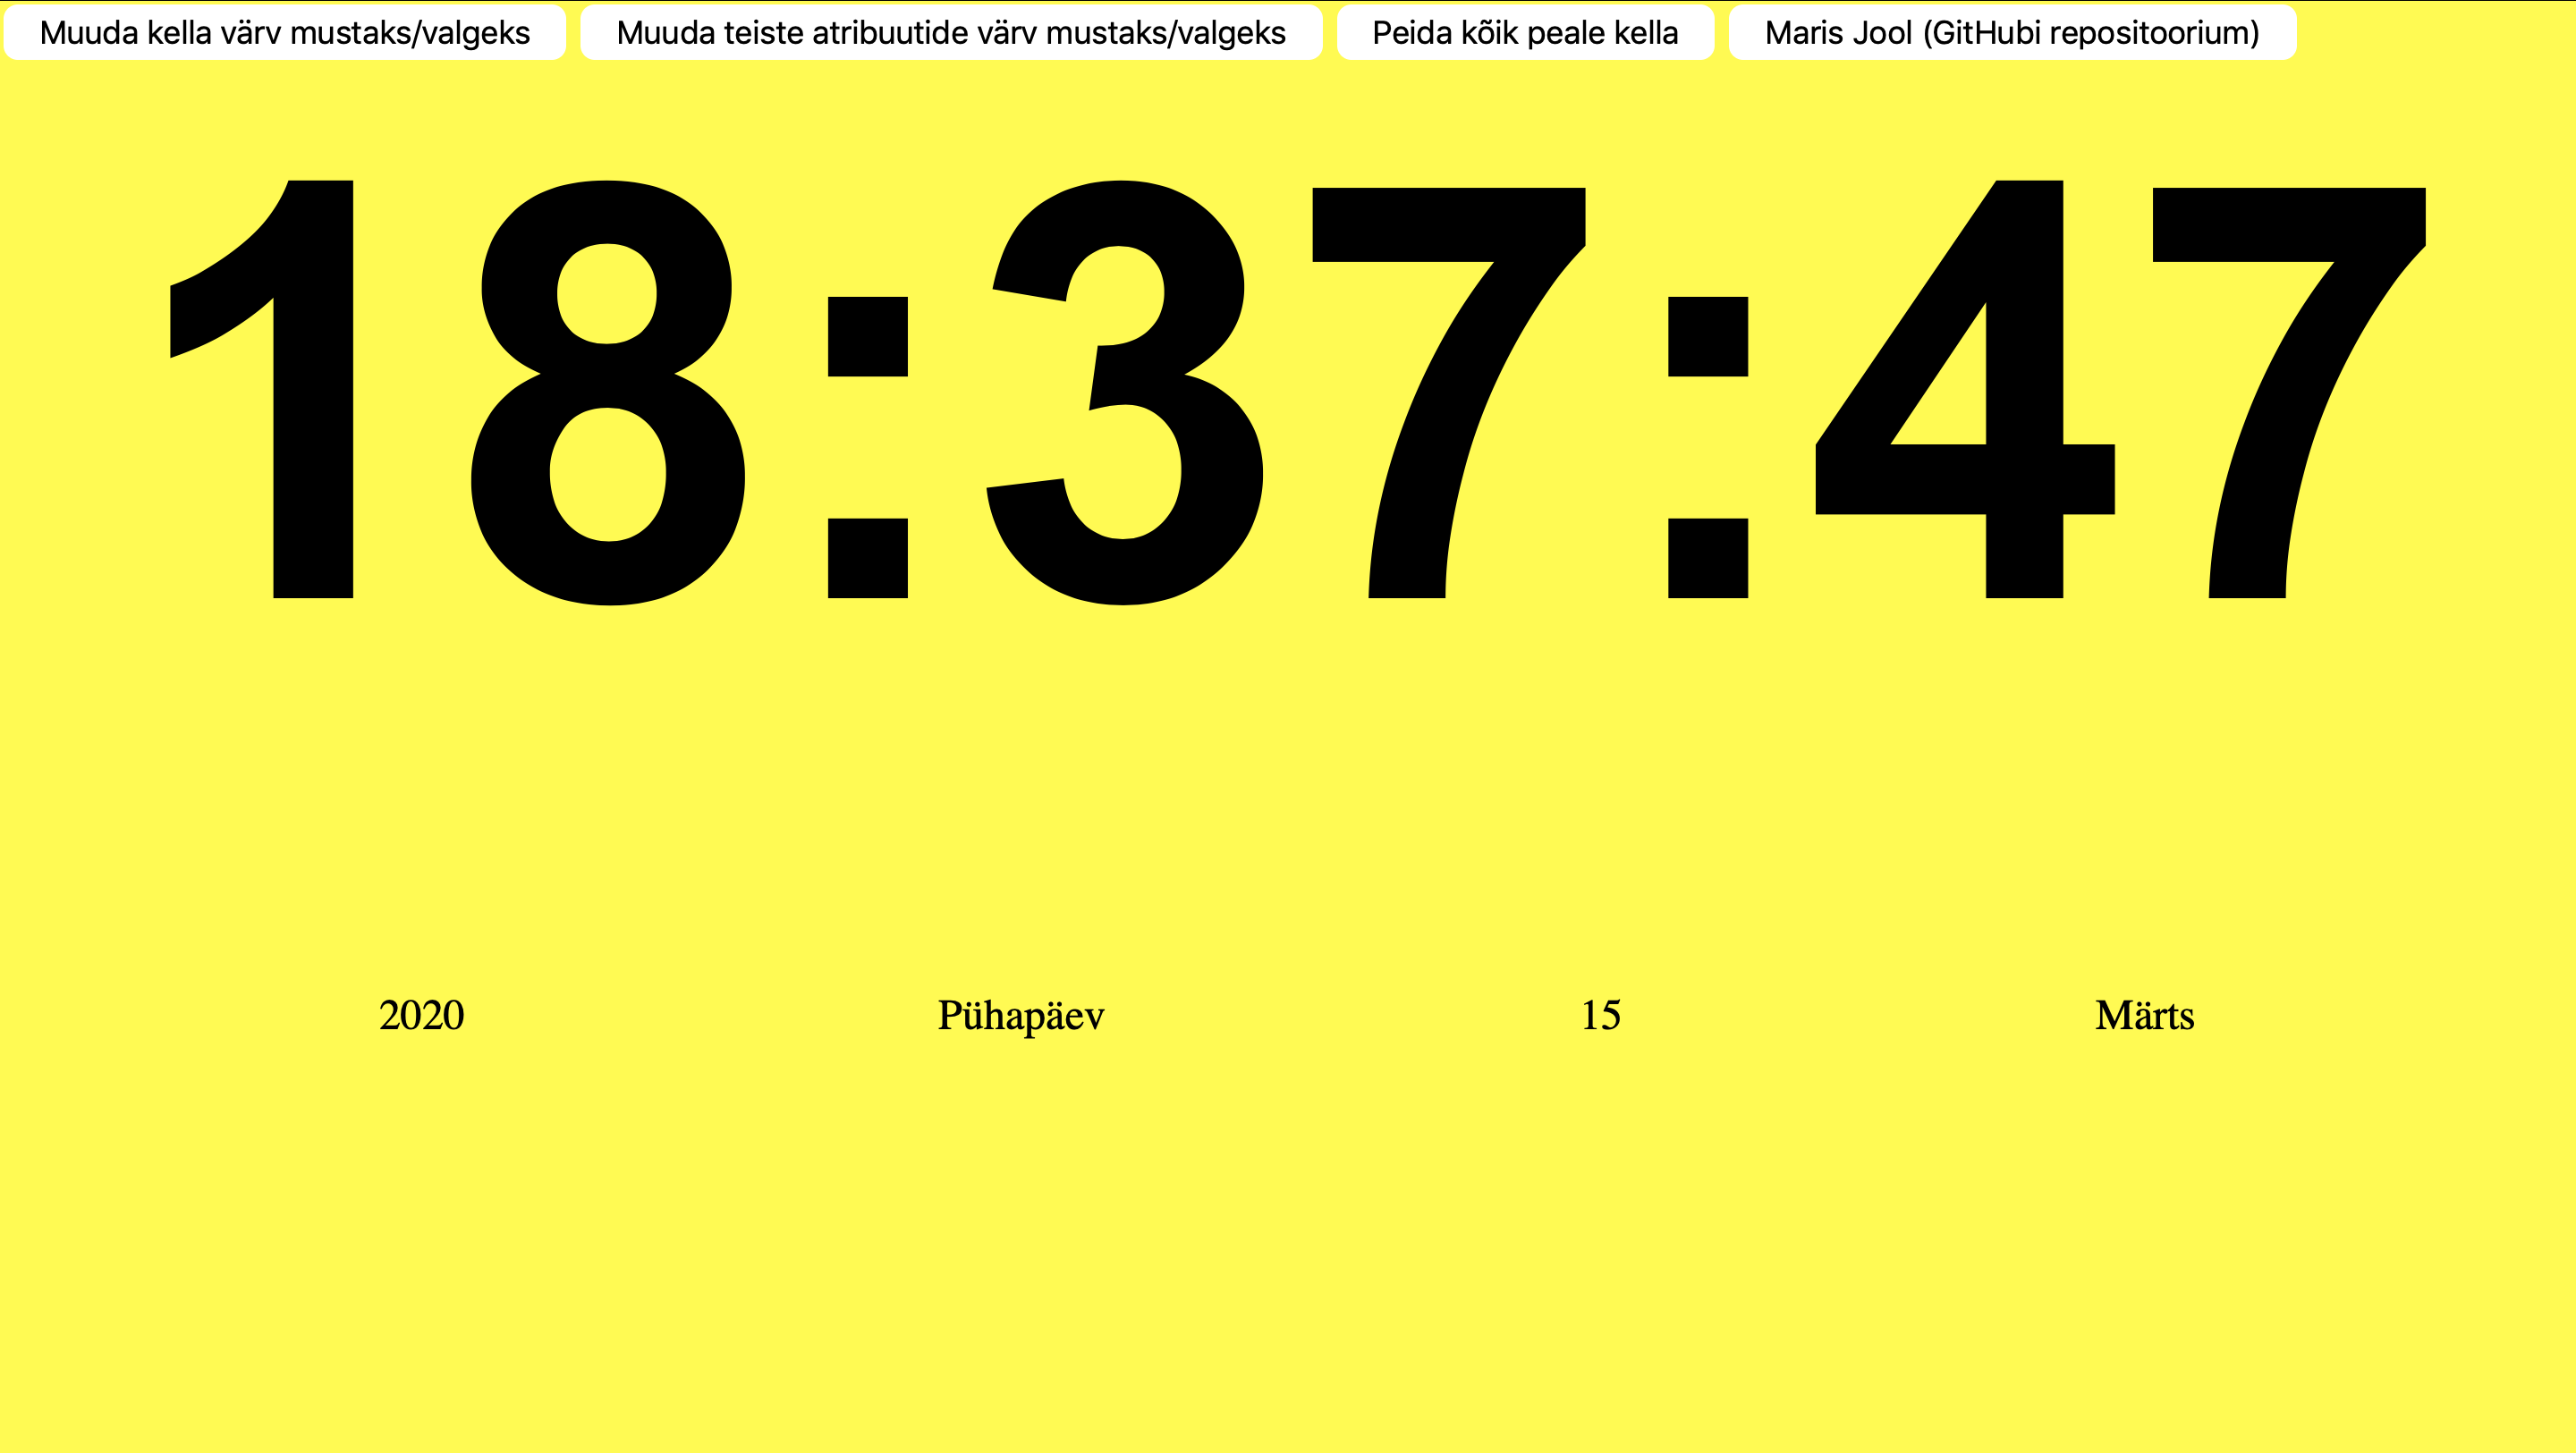 Muuda kella värv mustaks/valgeks Muuda teiste atribuutide värv mustaks/valgeks Peida kõik peale kella Maris Jool (GitHubi repositoorium)
18:37:47
2020 Pühapäev 15 Märts